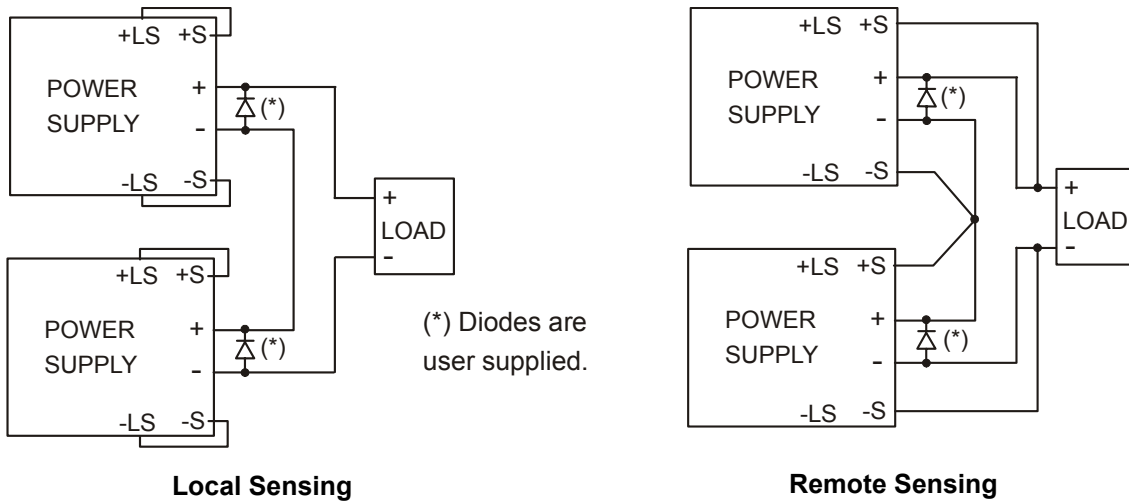 +LS +S
POWER
SUPPLY
+
(*)
-
-LS -S
+LS +S
POWER
SUPPLY
+
(*)
-
-LS -S
+
LOAD
-
(*) Diodes are
user supplied.
Local Sensing
+LS +S
POWER
SUPPLY
+
(*)
-
-LS -S
+LS +S
POWER
SUPPLY
+
(*)
-
-LS -S
+
LOAD
-
Remote Sensing